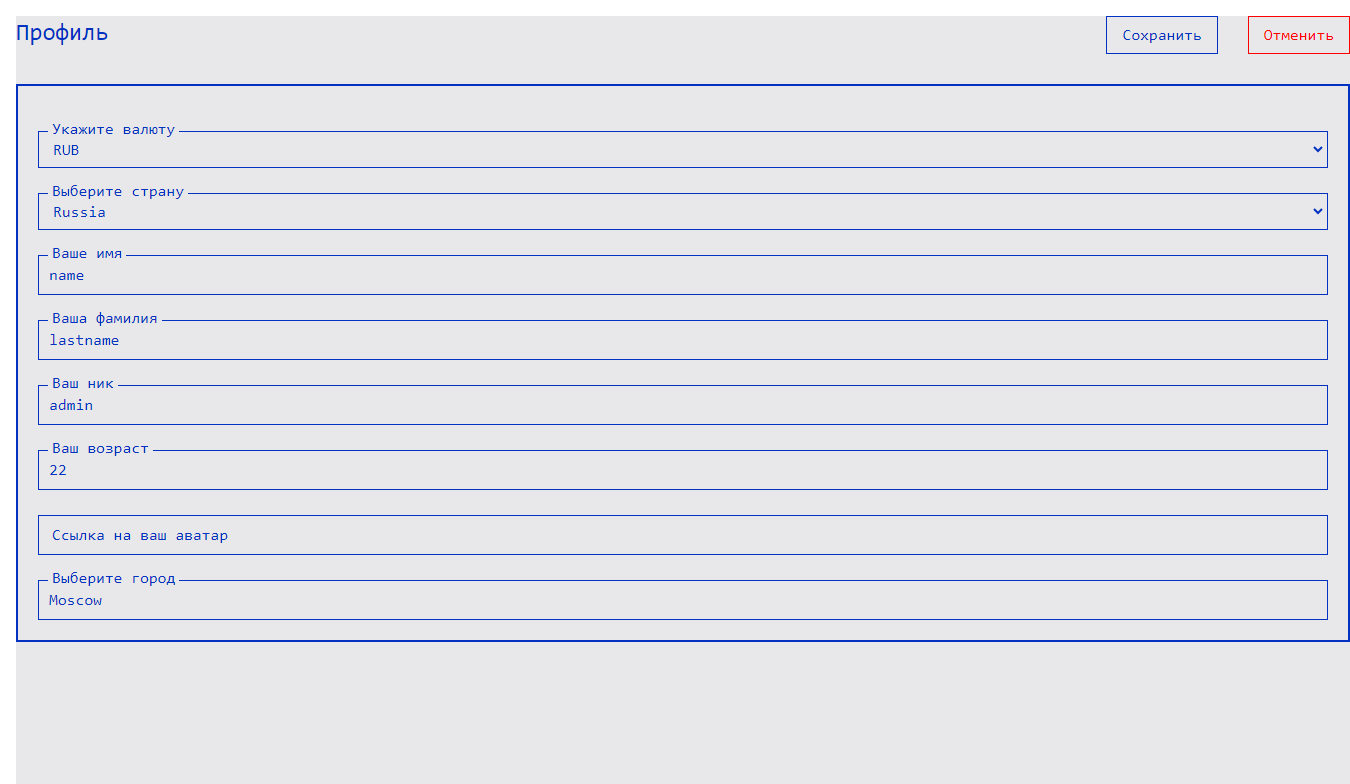 Профиль
Сохранить
Отменить
Укажите валюту
RUB
Выберите страну
Russia
Ваше имя
name
Ваша фамилия
lastname
Ваш ник
admin
Ваш возраст
22
Ссылка на ваш аватар
Выберите город
Moscow